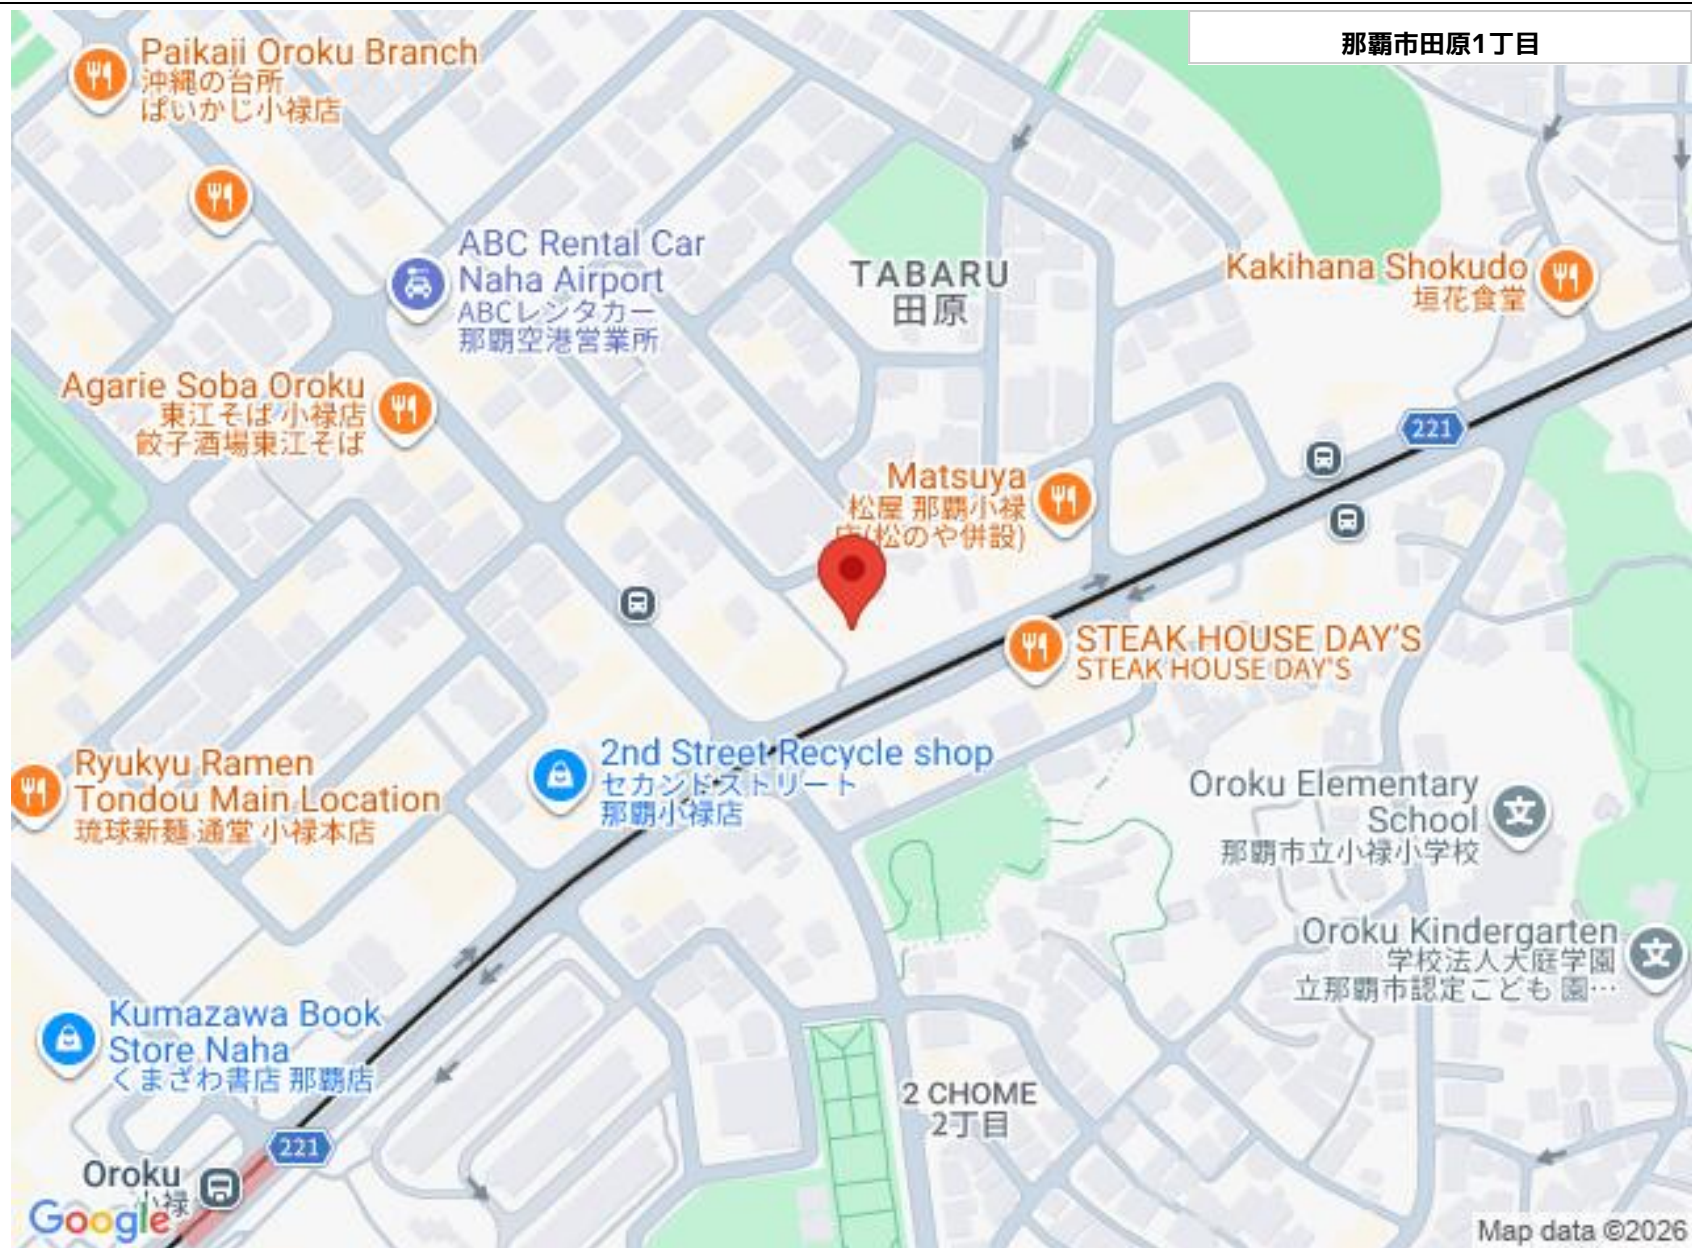 那覇市田原1丁目
Paikaji Oroku Branch
沖縄の台所
ぱいかじ小禄店
ABC Rental Car
Naha Airport
ABCレンタカー
那覇空港営業所
TABARU
田原
Kakihana Shokudo
垣花食堂
Agarie Soba Oroku
東江そば 小禄店
餃子酒場東江そば
221
Matsuya
松屋 那覇小禄
店(松のや併設)
STEAK HOUSE DAY'S
STEAK HOUSE DAY'S
2nd Street Recycle shop
セカンドストリート
那覇小禄店
Ryukyu Ramen
Tondou Main Location
琉球新麺 通堂 小禄本店
Oroku Elementary
School
那覇市立小禄小学校
文
Oroku Kindergarten
学校法人大庭学園
立那覇市認定こども 園…
文
Kumazawa Book
Store Naha
くまざわ書店 那覇店
2 CHOME
2丁目
221
Oroku
小禄
Google
Map data ©2026